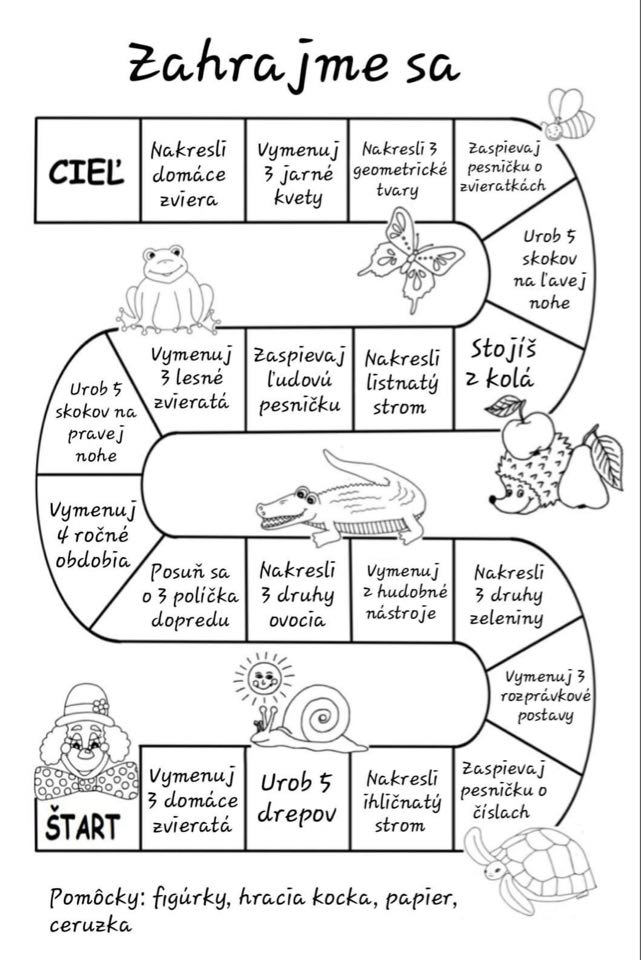 Zahrajme sa
CIEĽ
Nakresli
domáce
zviera
Vymenuj
3 jarné
kvety
Nakresli 3
geometrické
tvary
Zaspievaj
pesničku o
zvieratkách
Urob 5
skokov
na ľavej
nohe
Stojíš
2 kolá
Nakresli
listnatý
strom
Zaspievaj
ľudovú
pesničku
Vymenuj
3 lesné
zvieratá
Urob 5
skokov na
pravej
nohe
Vymenuj
4 ročné
obdobia
Posuň sa
o 3 políčka
dopredu
Nakresli
3 druhy
ovocia
Vymenuj
2 hudobné
nástroje
Nakresli
3 druhy
zeleniny
Vymenuj 3
rozprávkové
postavy
Zaspievaj
pesničku o
číslach
Nakresli
ihličnatý
strom
Urob 5
drepov
Vymenuj
3 domáce
zvieratá
ŠTART
Pomôcky: figúrky, hracia kocka, papier,
ceruzka